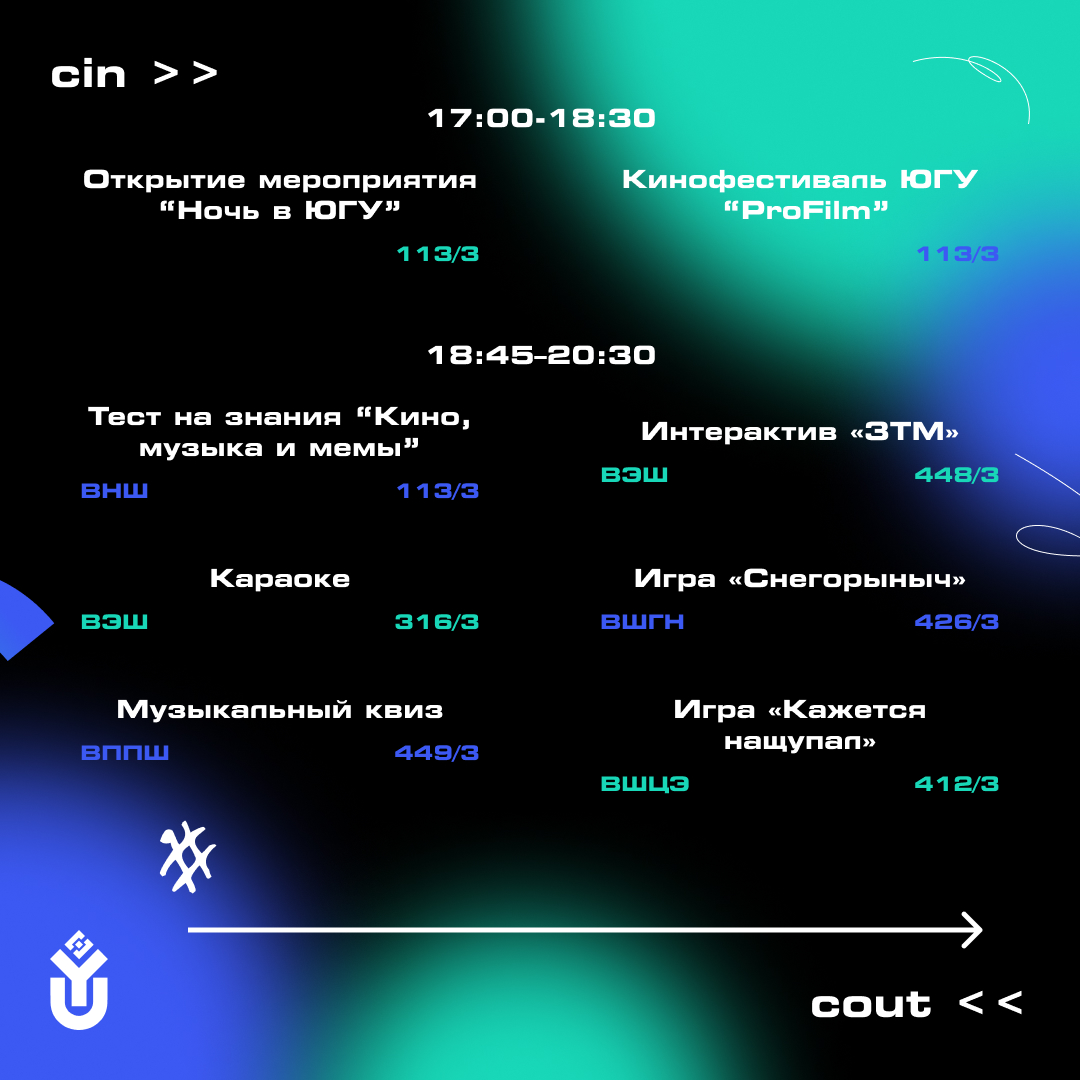 cin >>
17:00-18:30
Открытие мероприятия
“Ночь в ЮГУ”
113/3
Кинофестиваль ЮГУ
“ProFilm”
113/3
18:45–20:30
Тест на знания “Кино,
музыка и мемы”
ВНШ 113/3
Интерактив «ЗТМ»
ВЭШ 448/3
Караоке
ВЭШ 316/3
Игра «Снегорыныч»
ВШГН 426/3
Музыкальный квиз
ВППШ 449/3
Игра «Кажется
нащупал»
ВШЦЭ 412/3
cout <<